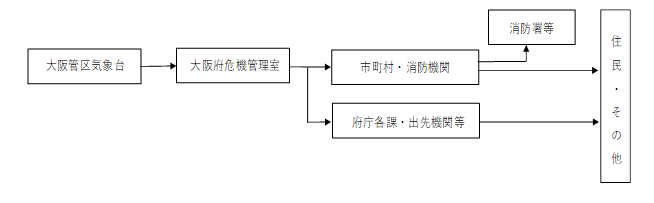 消防署等
大阪管区気象台
大阪府危機管理室
市町村・消防機関
府庁各課・出先機関等
住民・その他